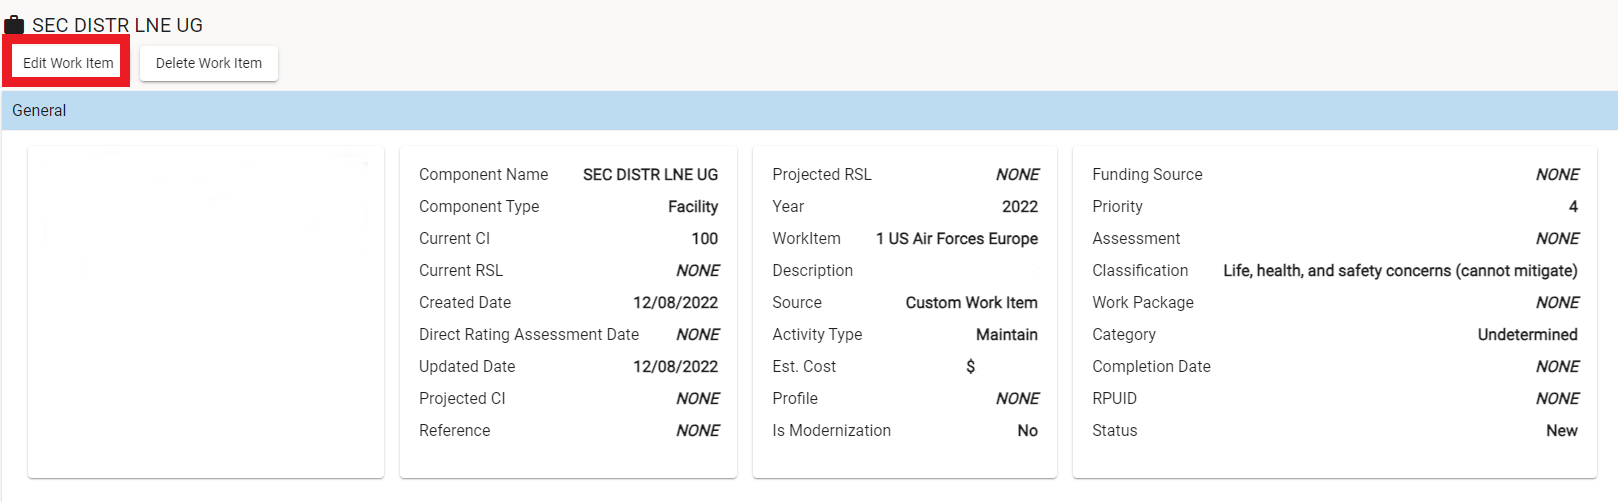 SEC DISTR LNE UG
Edit Work Item
Delete Work Item
General
Component Name SEC DISTR LNE UG
Component Type Facility
Current CI 100
Current RSL NONE
Created Date 12/08/2022
Direct Rating Assessment Date NONE
Updated Date 12/08/2022
Projected CI NONE
Reference NONE
Projected RSL NONE
Year 2022
WorkItem 1 US Air Forces Europe
Description
Source Custom Work Item
Activity Type Maintain
Est. Cost $
Profile NONE
Is Modernization No
Funding Source NONE
Priority 4
Assessment NONE
Classification Life, health, and safety concerns (cannot mitigate)
Work Package NONE
Category Undetermined
Completion Date NONE
RPUID NONE
Status New